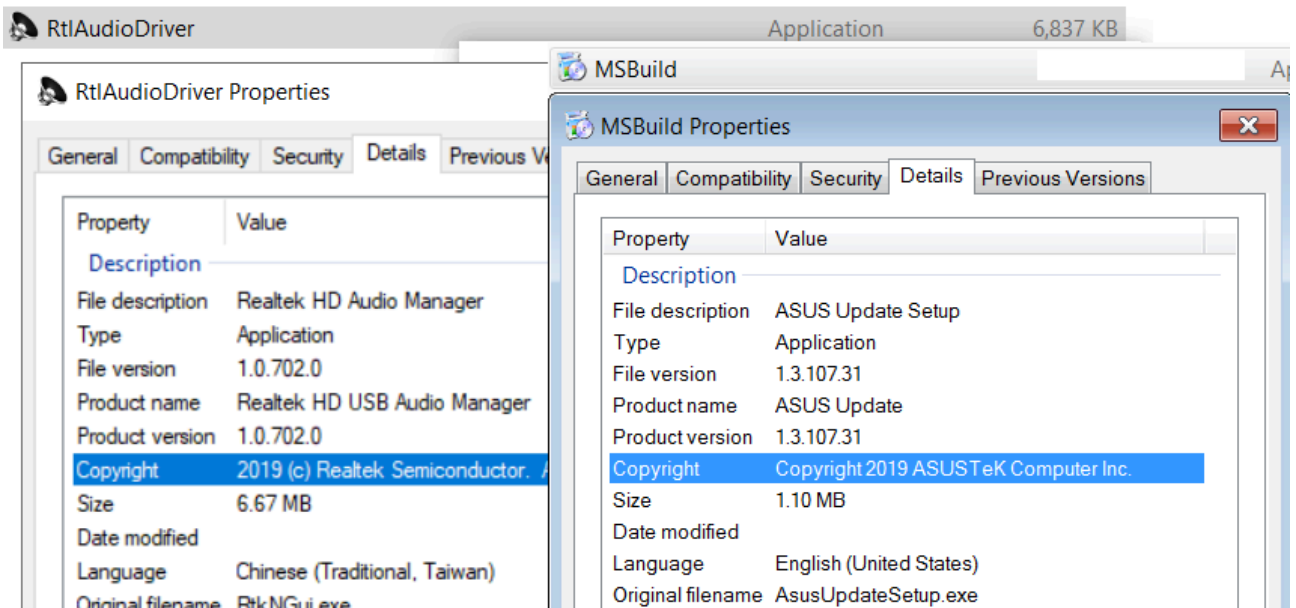 RtlAudioDriver Application 6,837 KB
RtlAudioDriver Properties
General Compatibility Security Details Previous
Property Value
Description
File description Realtek HD Audio Manager
Type Application
File version 1.0.702.0
Product name Realtek HD USB Audio Manager
Product version 1.0.702.0
Copyright 2019 (c) Realtek Semiconductor.
Size 6.67 MB
Date modified
Language Chinese (Traditional, Taiwan)
Original filename RtkNGui.exe
MSBuild
MSBuild Properties
General Compatibility Security Details Previous Versions
Property Value
Description
File description ASUS Update Setup
Type Application
File version 1.3.107.31
Product name ASUS Update
Product version 1.3.107.31
Copyright Copyright 2019 ASUSTeK Computer Inc.
Size 1.10 MB
Date modified
Language English (United States)
Original filename AsusUpdateSetup.exe